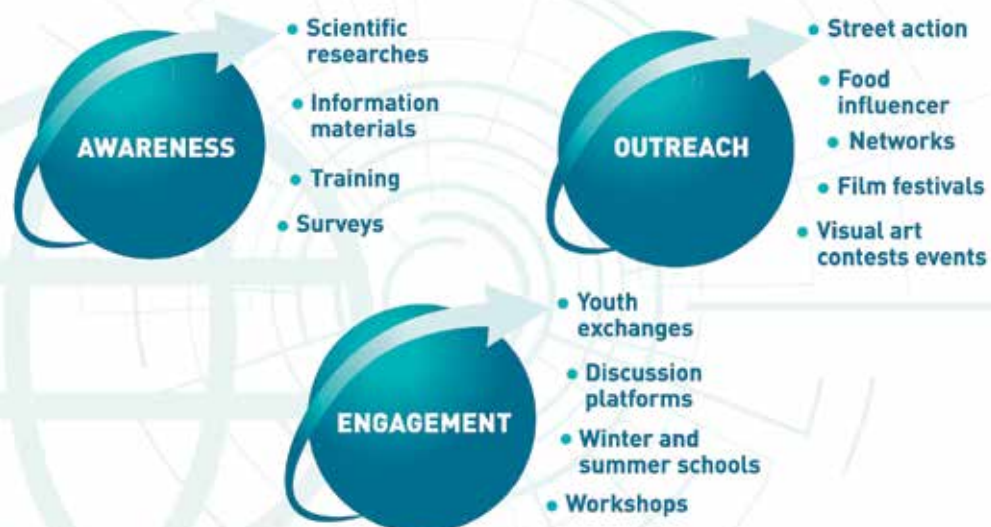 AWARENESS
• Scientific
researches
• Information
materials
• Training
• Surveys
OUTREACH
• Street action
• Food
influencer
• Networks
• Film festivals
• Visual art
contests events
ENGAGEMENT
• Youth
exchanges
• Discussion
platforms
• Winter and
summer schools
• Workshops